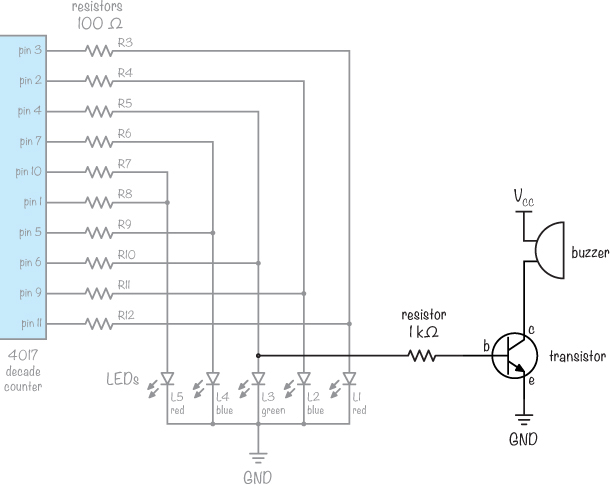 resistors
100 Ω
pin 3
R3
pin 2
R4
pin 4
R5
pin 7
R6
pin 10
R7
pin 1
R8
pin 5
R9
pin 6
R10
pin 9
R11
pin 11
R12
4017
decade
counter
LEDs
L5
red
L4
blue
L3
green
L2
blue
L1
red
GND
resistor
1 kΩ
Vcc
buzzer
b
c
e
transistor
GND